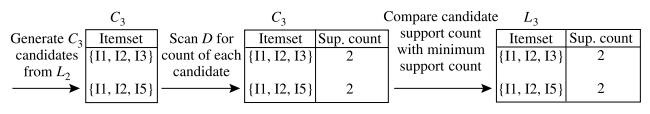 Generate C3
candidates
from L2
C3
Itemset
{I1, I2, I3}
{I1, I2, I5}
Scan D for
count of each
candidate
C3
Itemset Sup. count
{I1, I2, I3} 2
{I1, I2, I5} 2
Compare candidate
support count
with minimum
support count
L3
Itemset Sup. count
{I1, I2, I3} 2
{I1, I2, I5} 2